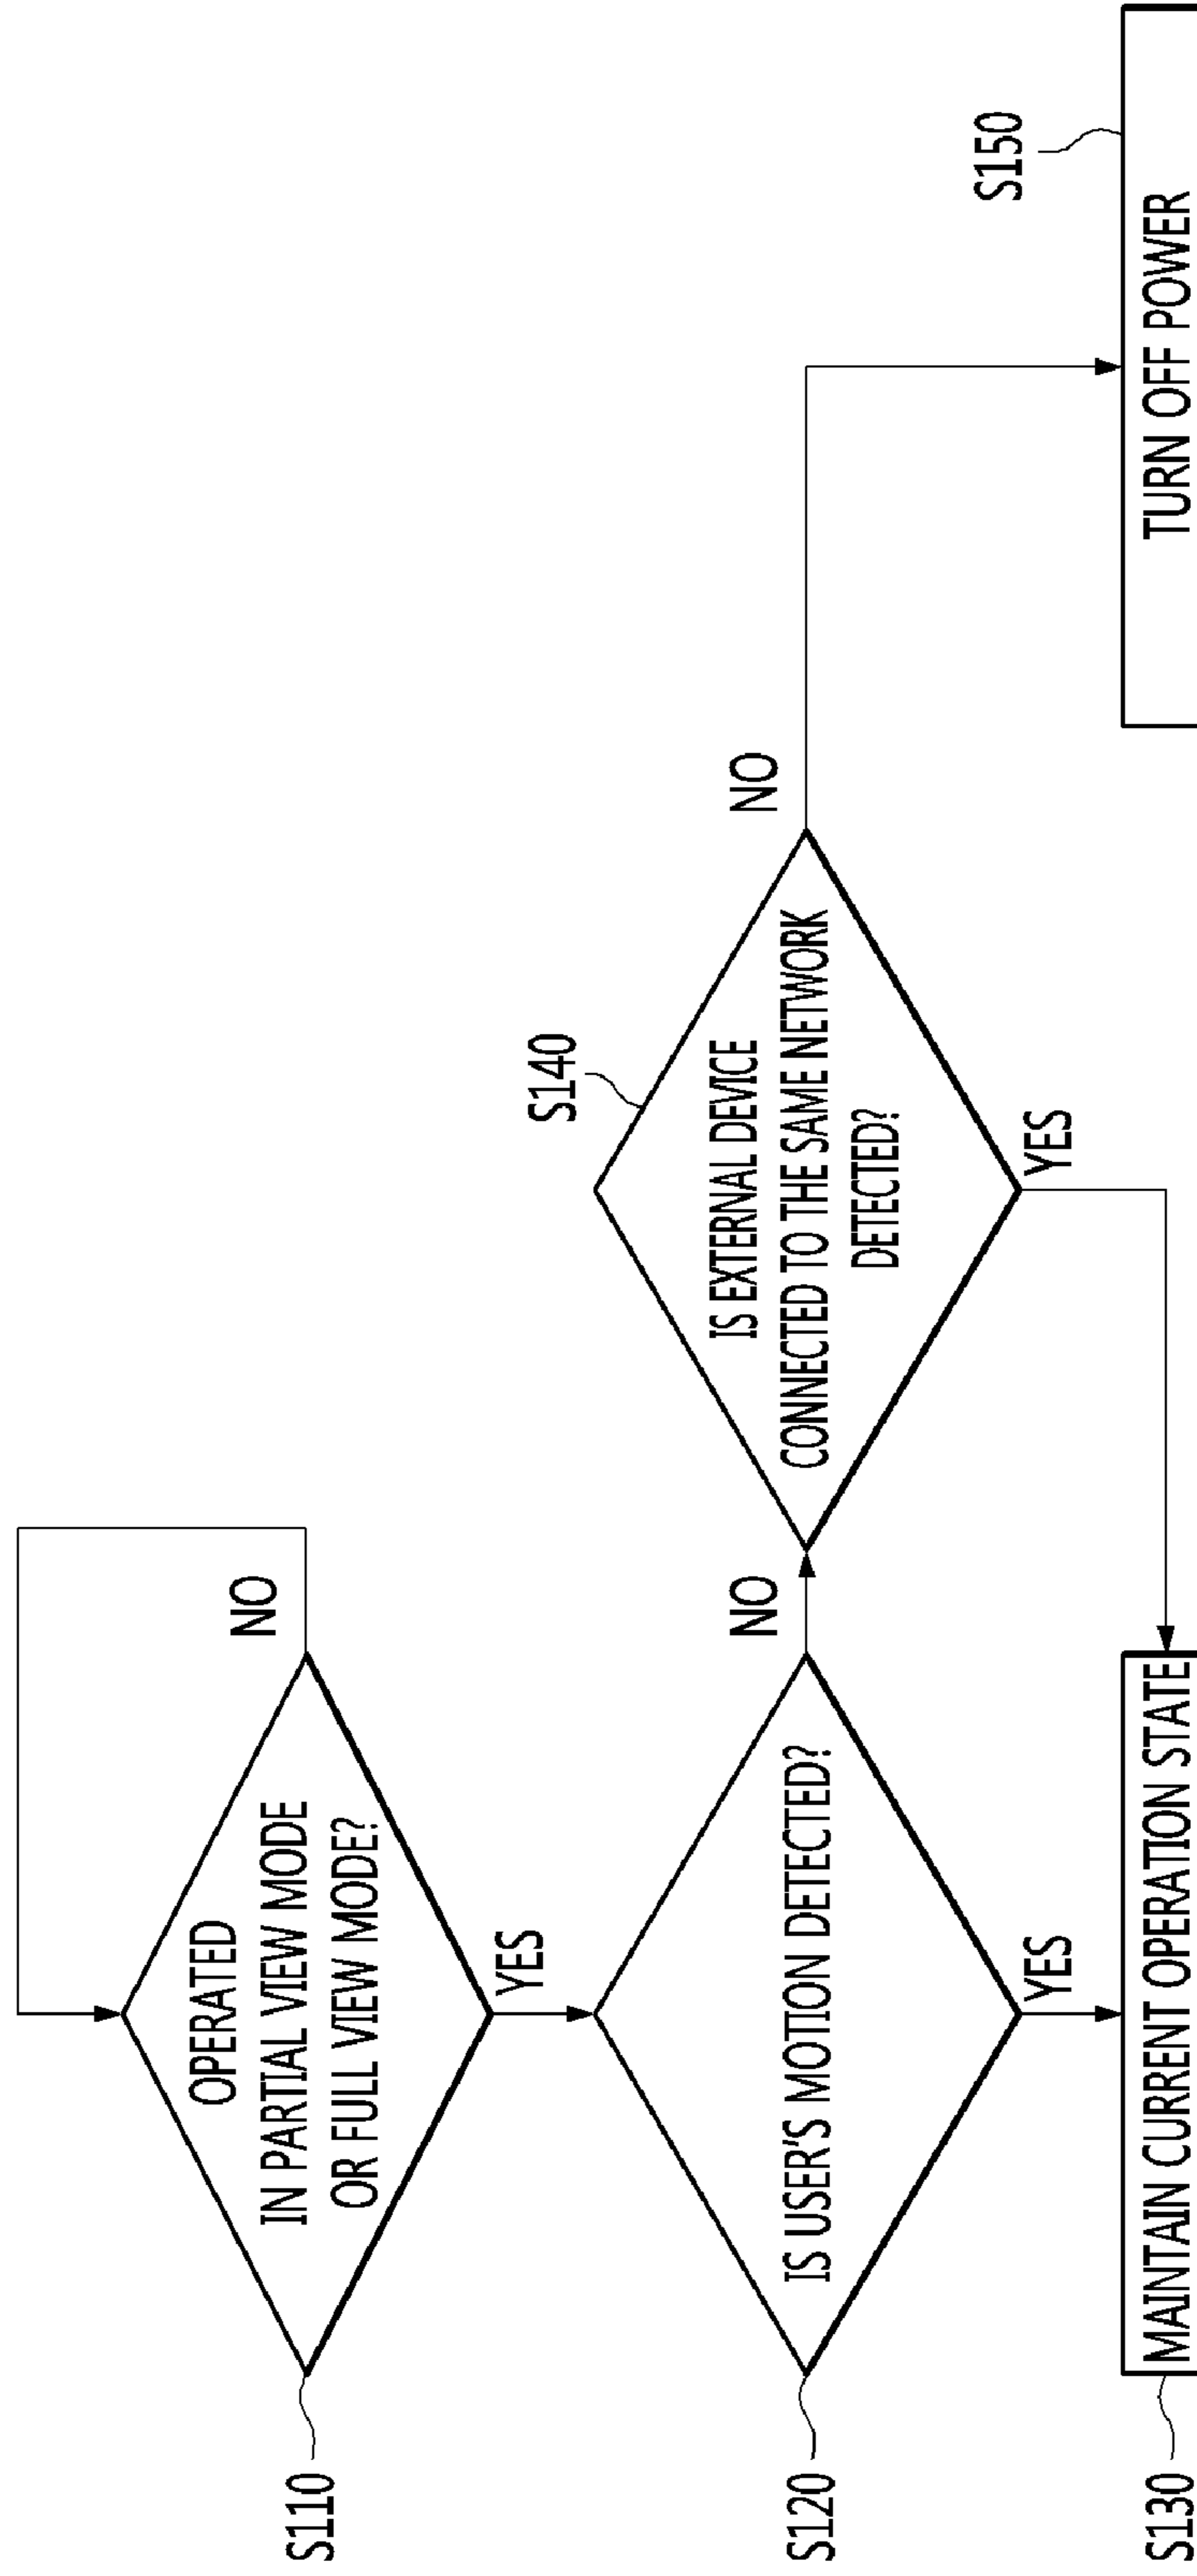 S110
OPERATED
IN PARTIAL VIEW MODE
OR FULL VIEW MODE?
NO
YES
S120
IS USER'S MOTION DETECTED?
NO
YES
S140
IS EXTERNAL DEVICE
CONNECTED TO THE SAME NETWORK
DETECTED?
NO
YES
S130
MAINTAIN CURRENT OPERATION STATE
S150
TURN OFF POWER